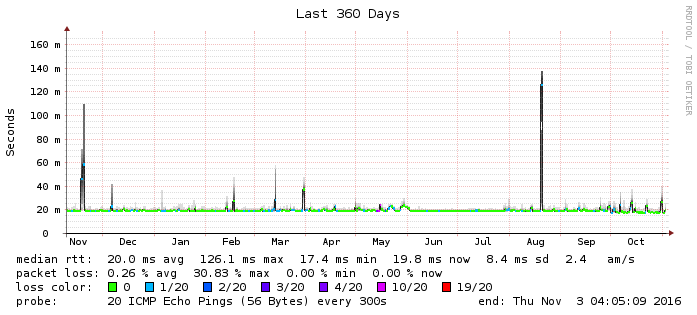 Last 360 Days
RRDTOOL / TOBI OETIKER
Seconds
160 m
140 m
120 m
100 m
80 m
60 m
40 m
20 m
0
Nov Dec Jan Feb Mar Apr May Jun Jul Aug Sep Oct
median rtt: 20.0 ms avg 126.1 ms max 17.4 ms min 19.8 ms now 8.4 ms sd 2.4 am/s
packet loss: 0.26 % avg 30.83 % max 0.00 % min 0.00 % now
loss color: 0 1/20 2/20 3/20 4/20 10/20 19/20
probe: 20 ICMP Echo Pings (56 Bytes) every 300s end: Thu Nov 3 04:05:09 2016